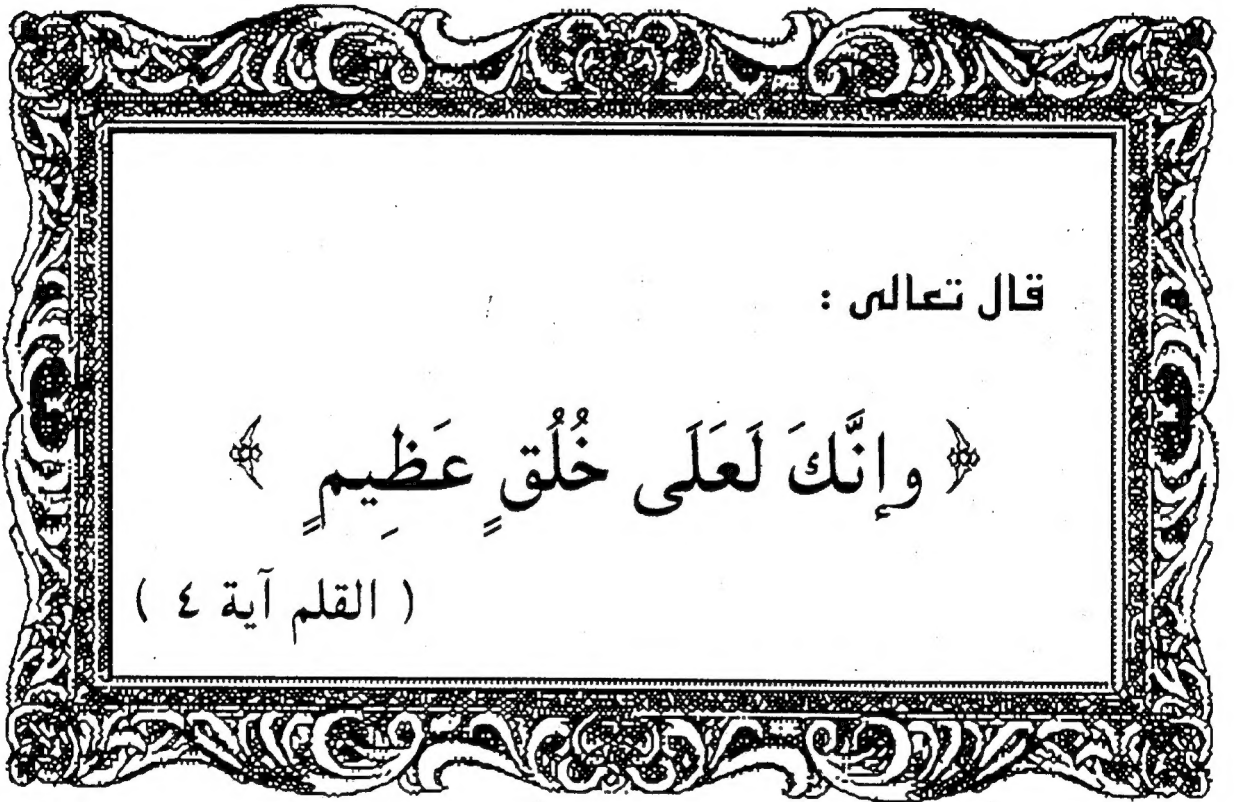 قال تعالى :
﴿ وإنَّكَ لَعَلَى خُلُقٍ عَظِيمٍ ﴾
( القلم آية ٤ )